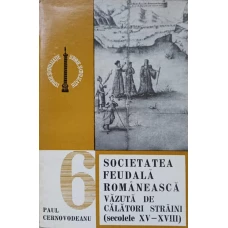 6
SOCIETATEA
FEUDALĂ
ROMÂNEASCĂ
VĂZUTĂ DE
CĂLĂTORI STRĂINI
(secolele XV—XVIII)
PAUL
CERNOVODEANU